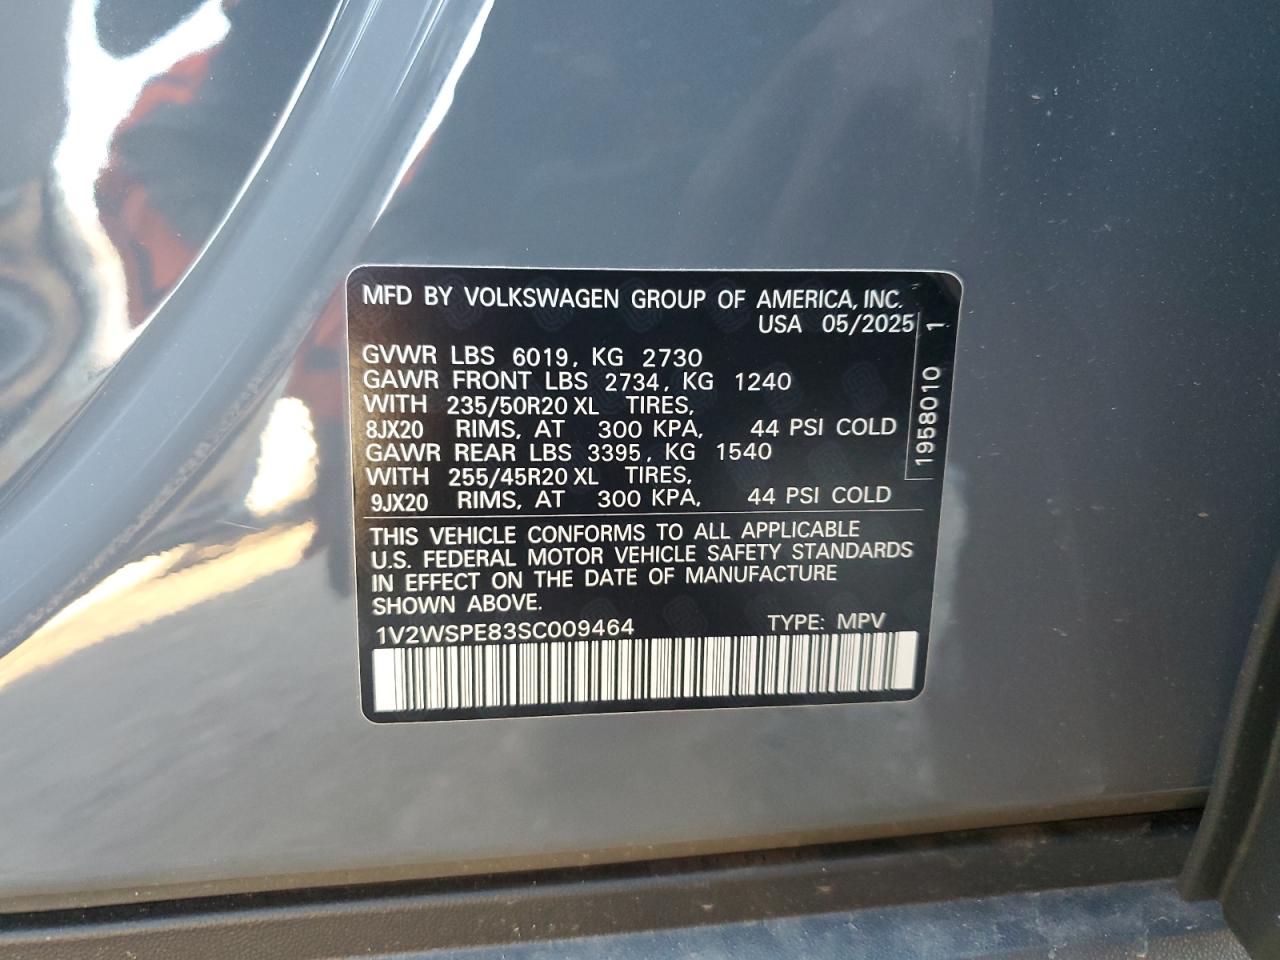 MFD BY VOLKSWAGEN GROUP OF AMERICA, INC.
USA 05/2025
GVWR LBS 6019, KG 2730
GAWR FRONT LBS 2734, KG 1240
WITH 235/50R20 XL TIRES,
8JX20 RIMS, AT 300 KPA, 44 PSI COLD
GAWR REAR LBS 3395, KG 1540
WITH 255/45R20 XL TIRES,
9JX20 RIMS, AT 300 KPA, 44 PSI COLD
1958010 1
THIS VEHICLE CONFORMS TO ALL APPLICABLE
U.S. FEDERAL MOTOR VEHICLE SAFETY STANDARDS
IN EFFECT ON THE DATE OF MANUFACTURE
SHOWN ABOVE.
1V2WSPE83SC009464 TYPE: MPV